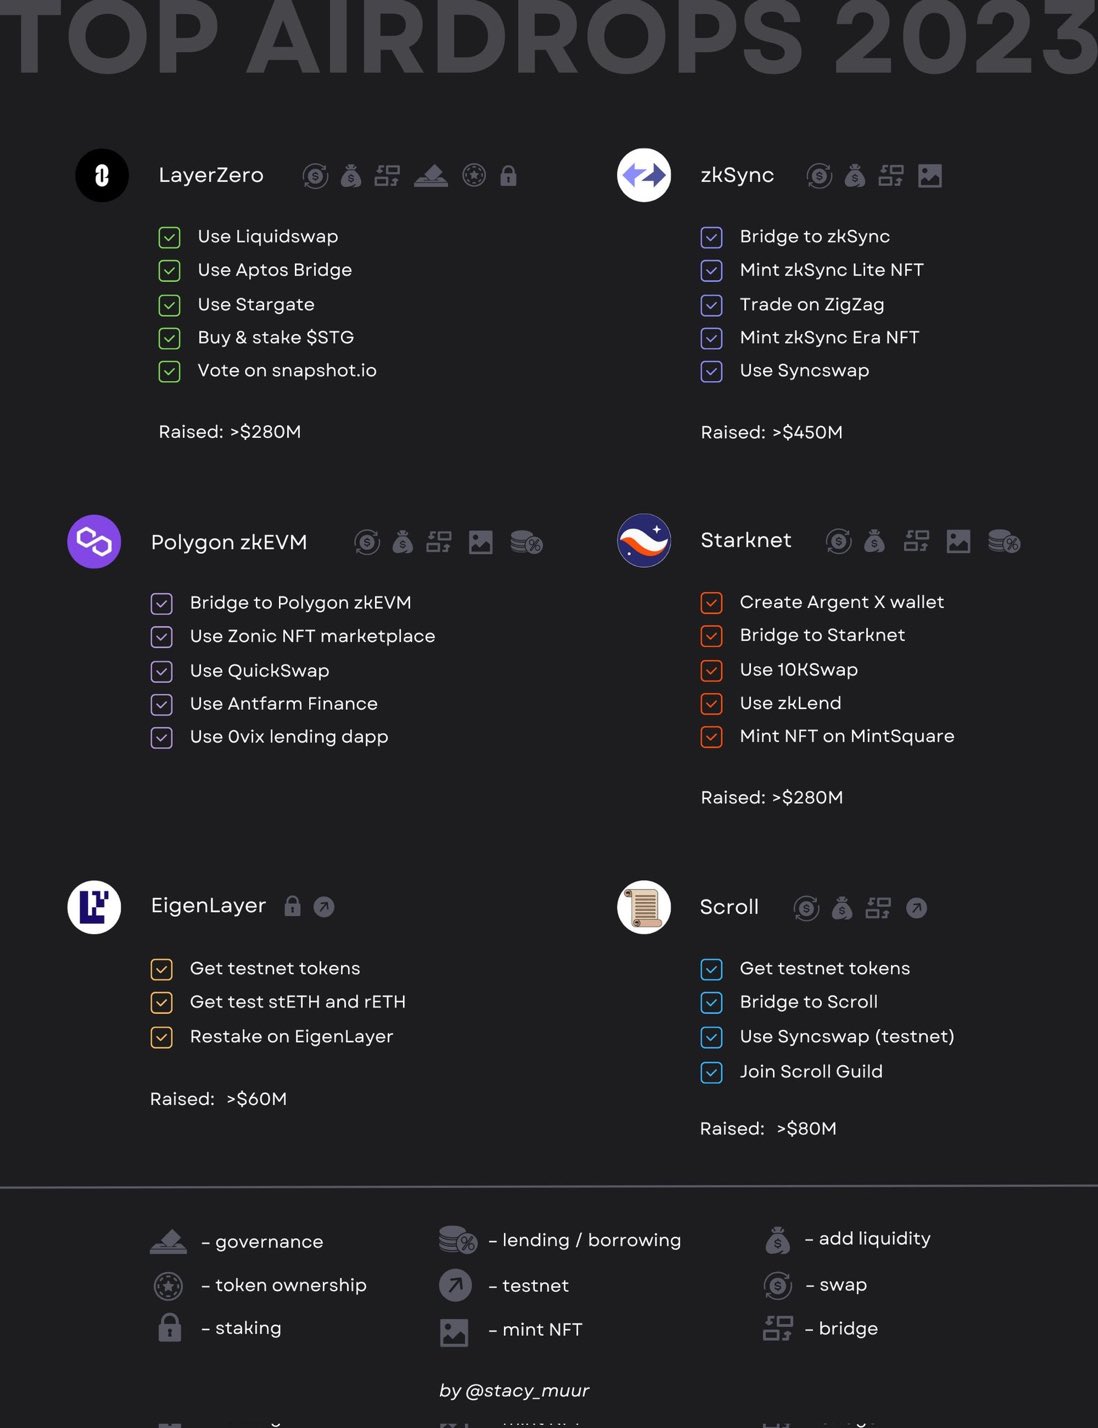 TOP AIRDROPS 2023
LayerZero
Use Liquidswap
Use Aptos Bridge
Use Stargate
Buy & stake $STG
Vote on snapshot.io
Raised: >$280M
zkSync
Bridge to zkSync
Mint zkSync Lite NFT
Trade on ZigZag
Mint zkSync Era NFT
Use Syncswap
Raised: >$450M
Polygon zkEVM
Bridge to Polygon zkEVM
Use Zonic NFT marketplace
Use QuickSwap
Use Antfarm Finance
Use 0vix lending dapp
Starknet
Create Argent X wallet
Bridge to Starknet
Use 10KSwap
Use zkLend
Mint NFT on MintSquare
Raised: >$280M
EigenLayer
Get testnet tokens
Get test stETH and rETH
Restake on EigenLayer
Raised: >$60M
Scroll
Get testnet tokens
Bridge to Scroll
Use Syncswap (testnet)
Join Scroll Guild
Raised: >$80M
– governance
– token ownership
– staking
– lending / borrowing
– testnet
– mint NFT
– add liquidity
– swap
– bridge
by @stacy_muur